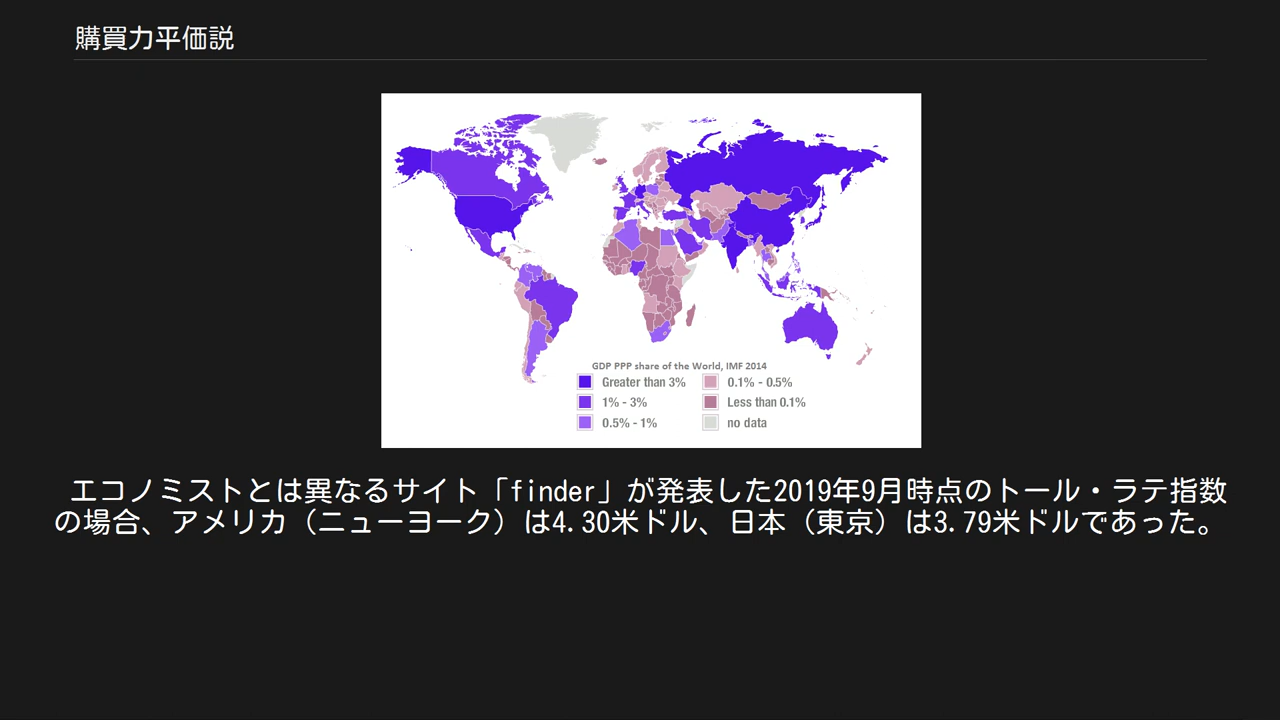 購買力平価説
GDP PPP share of the World, IMF 2014
Greater than 3%
0.1% - 0.5%
1% - 3%
Less than 0.1%
0.5% - 1%
no data
エコノミストとは異なるサイト「finder」が発表した2019年9月時点のトール・ラテ指数
の場合、アメリカ（ニューヨーク）は4.30米ドル、日本（東京）は3.79米ドルであった。